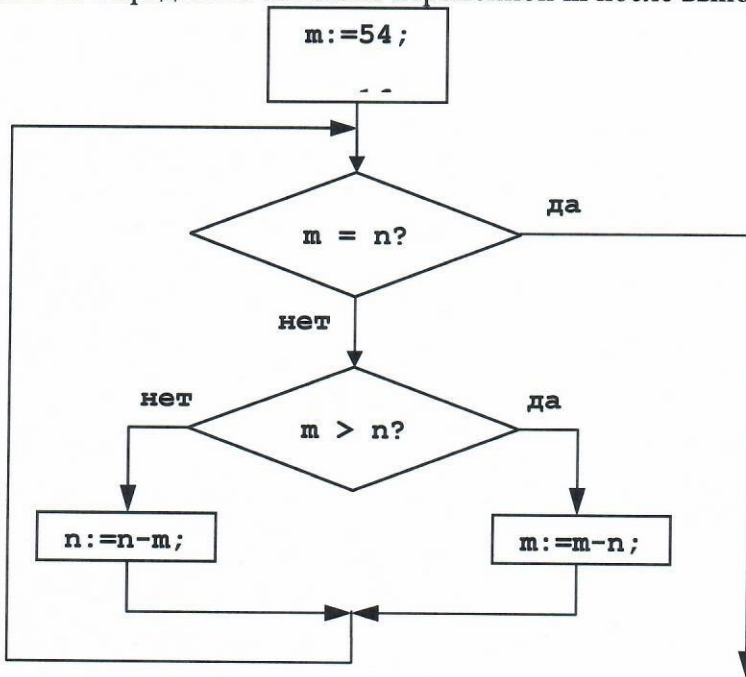 m:=54;
m = n?
да
нет
m > n?
нет
да
n:=n-m;
m:=m-n;